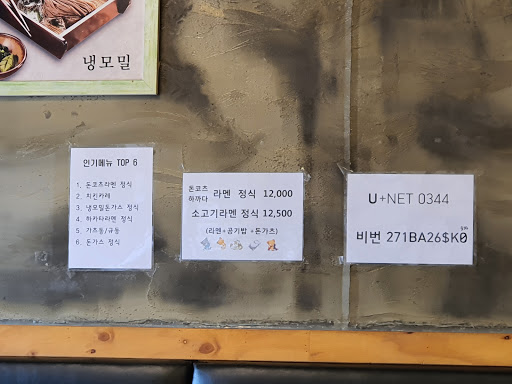 냉모밀
인기메뉴 TOP 6
1. 돈코츠라멘 정식
2. 치킨카레
3. 냉모밀돈가스 정식
4. 하카타라멘 정식
5. 가츠동/규동
6. 돈가스 정식
돈코츠
하까다 라멘 정식 12,000
소고기라멘 정식 12,500
(라멘+공기밥+돈가츠)
U+NET 0344
비번 271BA26$K0